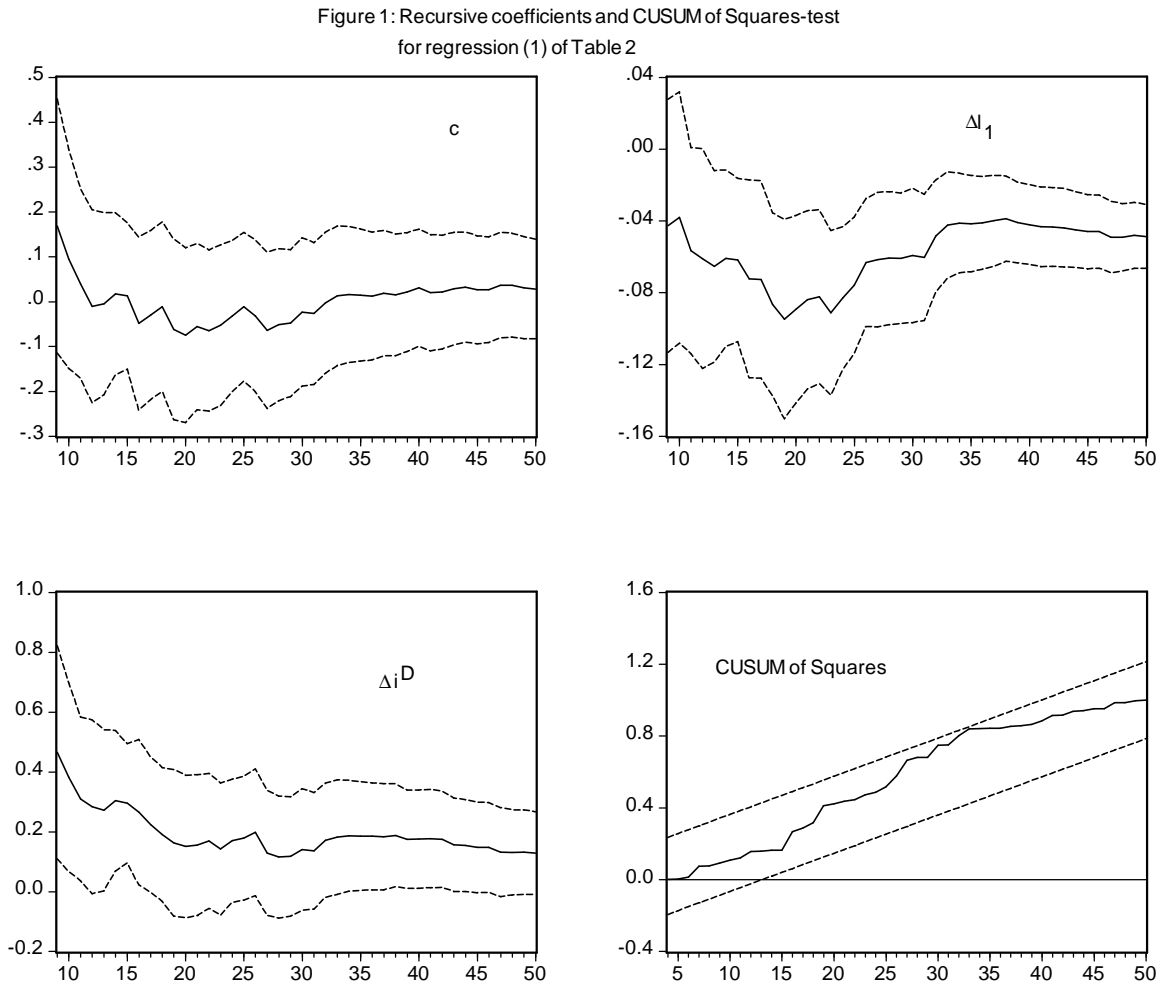 Figure 1: Recursive coefficients and CUSUM of Squares-test
for regression (1) of Table 2
.5
.4
.3
.2
.1
.0
-.1
-.2
-.3
c
10 15 20 25 30 35 40 45 50
.04
.00
-.04
-.08
-.12
-.16
ΔI1
10 15 20 25 30 35 40 45 50
1.0
0.8
0.6
0.4
0.2
0.0
-0.2
ΔiD
10 15 20 25 30 35 40 45 50
1.6
1.2
0.8
0.4
0.0
-0.4
CUSUM of Squares
5 10 15 20 25 30 35 40 45 50